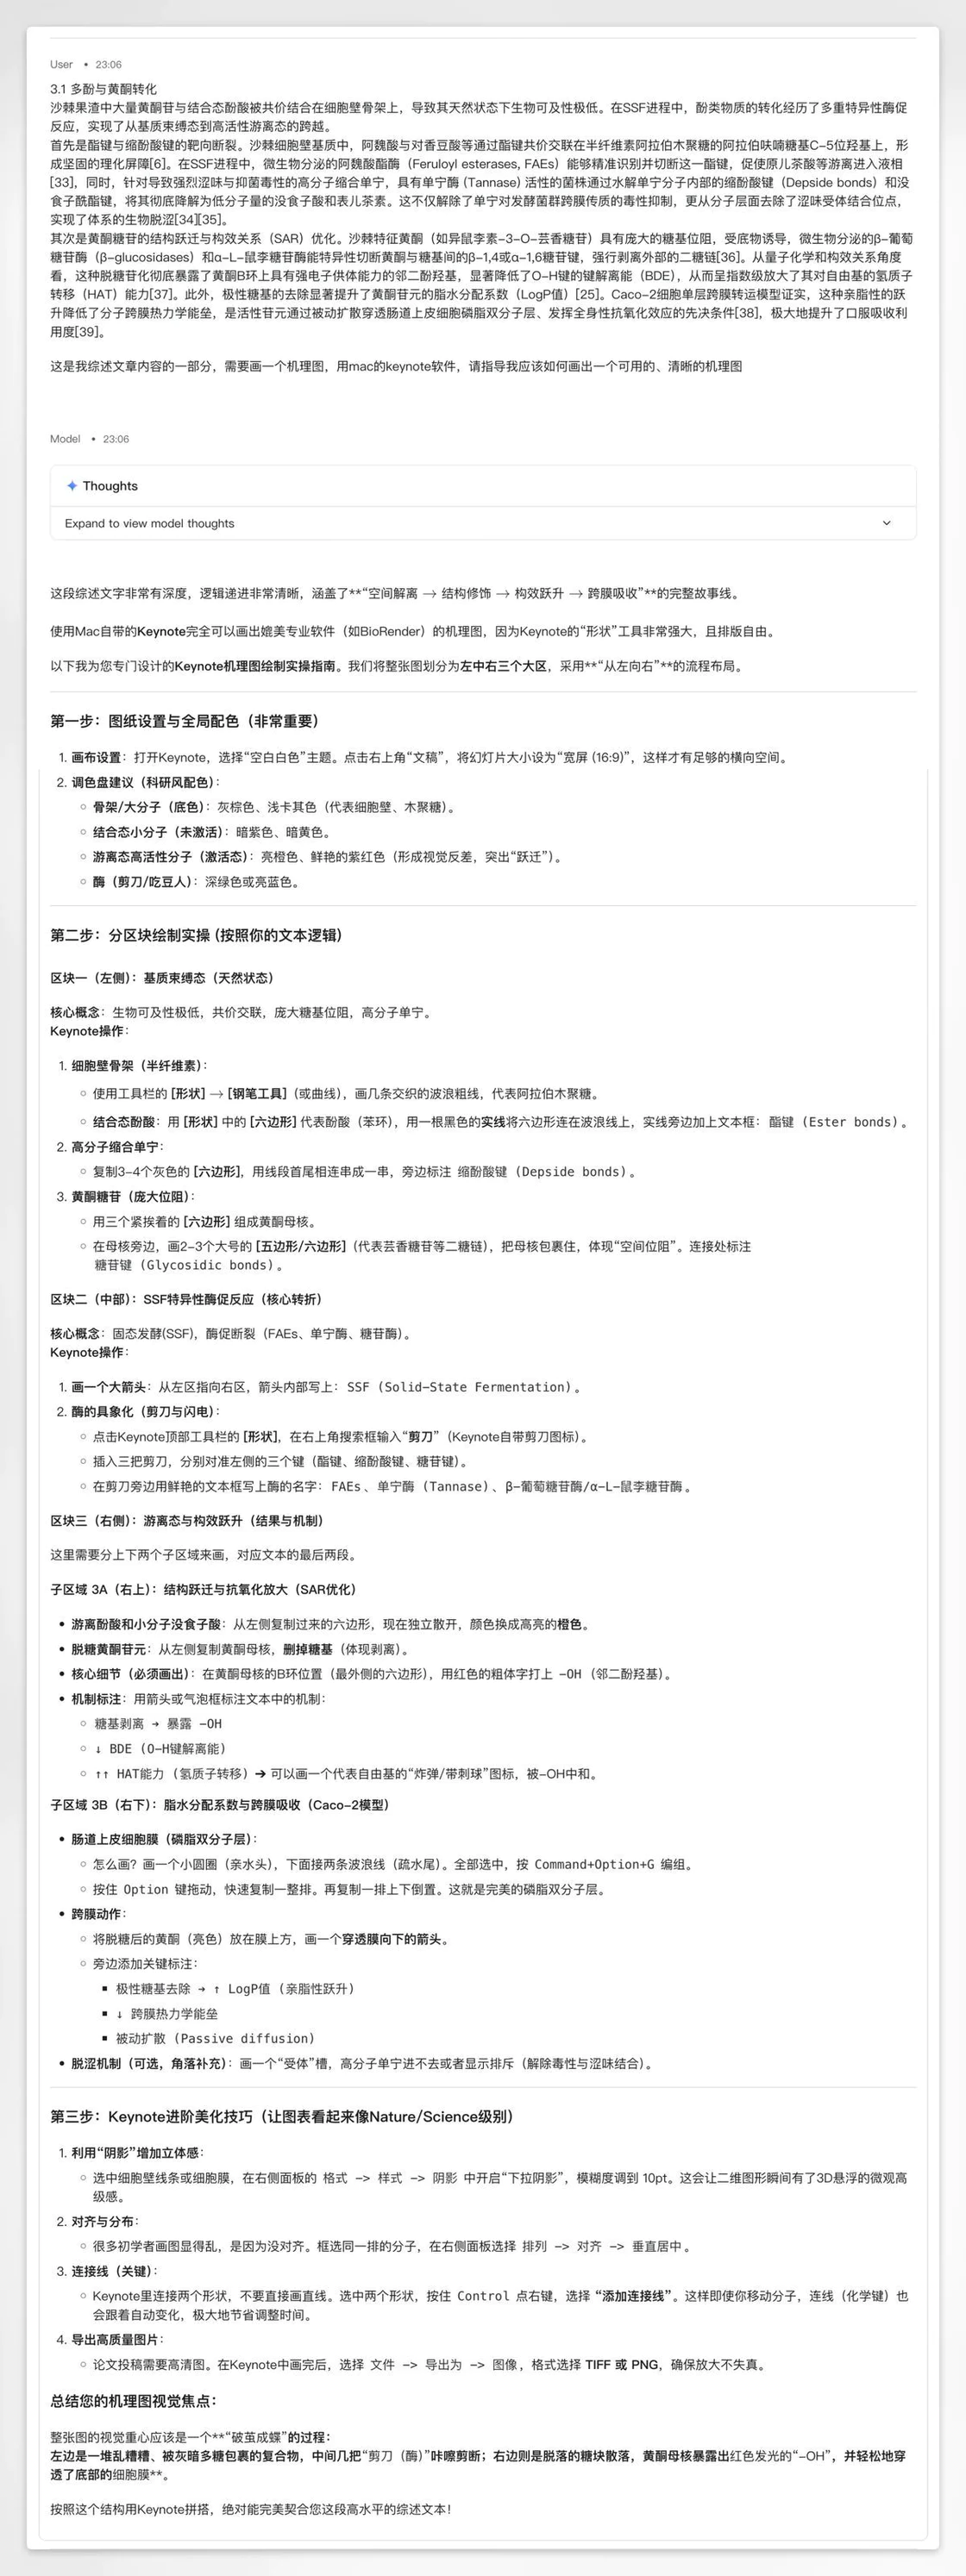 User • 23:06
3.1 多酚与黄酮转化
沙棘果渣中大量黄酮苷与结合态酚酸被共价结合在细胞壁骨架上，导致其天然状态下生物可及性极低。在SSF进程中，酚类物质的转化经历了多重特异性酶促
反应，实现了从基质束缚态到高活性游离态的跨越。
首先是酯键与缩酚酸键的靶向断裂。沙棘细胞壁基质中，阿魏酸与对香豆酸等通过酯键共价交联在半纤维素阿拉伯木聚糖的阿拉伯呋喃糖基C-5位羟基上，形
成坚固的理化屏障[6]。在SSF进程中，微生物分泌的阿魏酸酯酶（Feruloyl esterases, FAEs）能够精准识别并切断这一酯键，促使原儿茶酸等游离进入液相
[33]，同时，针对导致强烈涩味与抑菌毒性的高分子缩合单宁，具有单宁酶 (Tannase) 活性的菌株通过水解单宁分子内部的缩酚酸键（Depside bonds）和没
食子酰酯键，将其彻底降解为低分子量的没食子酸和表儿茶素。这不仅解除了单宁对发酵菌群跨膜传质的毒性抑制，更从分子层面去除了涩味受体结合位点，
实现了体系的生物脱涩[34][35]。
其次是黄酮糖苷的结构跃迁与构效关系（SAR）优化。沙棘特征黄酮（如异鼠李素-3-O-芸香糖苷）具有庞大的糖基位阻，受底物诱导，微生物分泌的β-葡萄
糖苷酶（β-glucosidases）和α-L-鼠李糖苷酶能特异性切断黄酮与糖基间的β-1,4或α-1,6糖苷键，强行剥离外部的二糖链[36]。从量子化学和构效关系角度
看，这种脱糖苷化彻底暴露了黄酮B环上具有强电子供体能力的邻二酚羟基，显著降低了O-H键的键解离能（BDE），从而呈指数级放大了其对自由基的氢质子
转移（HAT）能力[37]。此外，极性糖基的去除显著提升了黄酮苷元的脂水分配系数（LogP值）[25]。Caco-2细胞单层跨膜转运模型证实，这种亲脂性的跃
升降低了分子跨膜热力学能垒，是活性苷元通过被动扩散穿透肠道上皮细胞磷脂双分子层、发挥全身性抗氧化效应的先决条件[38]，极大地提升了口服吸收利
用度[39]。
这是我综述文章内容的一部分，需要画一个机理图，用mac的keynote软件，请指导我应该如何画出一个可用的、清晰的机理图
Model • 23:06
Thoughts
Expand to view model thoughts
这段综述文字非常有深度，逻辑递进非常清晰，涵盖了**“空间解离 → 结构修饰 → 构效跃升 → 跨膜吸收”**的完整故事线。
使用Mac自带的Keynote完全可以画出媲美专业软件（如BioRender）的机理图，因为Keynote的“形状”工具非常强大，且排版自由。
以下我为您专门设计的Keynote机理图绘制实操指南。我们将整张图划分为左中右三个大区，采用**“从左向右”**的流程布局。
第一步：图纸设置与全局配色（非常重要）
1. 画布设置：打开Keynote，选择“空白白色”主题。点击右上角“文稿”，将幻灯片大小设为“宽屏 (16:9)”，这样才有足够的横向空间。
2. 调色盘建议（科研风配色）：
○ 骨架/大分子（底色）：灰棕色、浅卡其色（代表细胞壁、木聚糖）。
○ 结合态小分子（未激活）：暗紫色、暗黄色。
○ 游离态高活性分子（激活态）：亮橙色、鲜艳的紫红色（形成视觉反差，突出“跃迁”）。
○ 酶（剪刀/吃豆人）：深绿色或亮蓝色。
第二步：分区块绘制实操 (按照你的文本逻辑)
区块一（左侧）：基质束缚态（天然状态）
核心概念：生物可及性极低，共价交联，庞大糖基位阻，高分子单宁。
Keynote操作：
1. 细胞壁骨架（半纤维素）：
○ 使用工具栏的 [形状] → [钢笔工具]（或曲线），画几条交织的波浪粗线，代表阿拉伯木聚糖。
○ 结合态酚酸：用 [形状] 中的 [六边形] 代表酚酸（苯环），用一根黑色的实线将六边形连在波浪线上，实线旁边加上文本框：酯键 (Ester bonds)。
2. 高分子缩合单宁：
○ 复制3-4个灰色的 [六边形]，用线段首尾相连串成一串，旁边标注 缩酚酸键 (Depside bonds)。
3. 黄酮糖苷（庞大位阻）：
○ 用三个紧挨着的 [六边形] 组成黄酮母核。
○ 在母核旁边，画2-3个大号的 [五边形/六边形]（代表芸香糖苷等二糖链），把母核包裹住，体现“空间位阻”。连接处标注
糖苷键 (Glycosidic bonds)。
区块二（中部）：SSF特异性酶促反应（核心转折）
核心概念：固态发酵(SSF)，酶促断裂（FAEs、单宁酶、糖苷酶）。
Keynote操作：
1. 画一个大箭头：从左区指向右区，箭头内部写上：SSF (Solid-State Fermentation)。
2. 酶的具象化（剪刀与闪电）：
○ 点击Keynote顶部工具栏的 [形状]，在右上角搜索框输入“剪刀”（Keynote自带剪刀图标）。
○ 插入三把剪刀，分别对准左侧的三个键（酯键、缩酚酸键、糖苷键）。
○ 在剪刀旁边用鲜艳的文本框写上酶的名字：FAEs、单宁酶 (Tannase)、β-葡萄糖苷酶/α-L-鼠李糖苷酶。
区块三（右侧）：游离态与构效跃升（结果与机制）
这里需要分上下两个子区域来画，对应文本的最后两段。
子区域 3A（右上）：结构跃迁与抗氧化放大（SAR优化）
• 游离酚酸和小分子没食子酸：从左侧复制过来的六边形，现在独立散开，颜色换成高亮的橙色。
• 脱糖黄酮苷元：从左侧复制黄酮母核，删掉糖基（体现剥离）。
• 核心细节（必须画出）：在黄酮母核的B环位置（最外侧的六边形），用红色的粗体字打上 -OH（邻二酚羟基）。
• 机制标注：用箭头或气泡框标注文本中的机制：
○ 糖基剥离 → 暴露 -OH
○ ↓ BDE (O-H键解离能)
○ ↑↑ HAT能力 (氢质子转移) ➔ 可以画一个代表自由基的“炸弹/带刺球”图标，被-OH中和。
子区域 3B（右下）：脂水分配系数与跨膜吸收（Caco-2模型）
• 肠道上皮细胞膜（磷脂双分子层）：
○ 怎么画？画一个小圆圈（亲水头），下面接两条波浪线（疏水尾）。全部选中，按 Command+Option+G 编组。
○ 按住 Option 键拖动，快速复制一整排。再复制一排上下倒置。这就是完美的磷脂双分子层。
• 跨膜动作：
○ 将脱糖后的黄酮（亮色）放在膜上方，画一个穿透膜向下的箭头。
○ 旁边添加关键标注：
▪ 极性糖基去除 → ↑ LogP值 (亲脂性跃升)
▪ ↓ 跨膜热力学能垒
▪ 被动扩散 (Passive diffusion)
• 脱涩机制（可选，角落补充）：画一个“受体”槽，高分子单宁进不去或者显示排斥（解除毒性与涩味结合）。
第三步：Keynote进阶美化技巧（让图表看起来像Nature/Science级别）
1. 利用“阴影”增加立体感：
○ 选中细胞壁线条或细胞膜，在右侧面板的 格式 -> 样式 -> 阴影 中开启“下拉阴影”，模糊度调到 10pt。这会让二维图形瞬间有了3D悬浮的微观高
级感。
2. 对齐与分布：
○ 很多初学者画图显得乱，是因为没对齐。框选同一排的分子，在右侧面板选择 排列 -> 对齐 -> 垂直居中。
3. 连接线（关键）：
○ Keynote里连接两个形状，不要直接画直线。选中两个形状，按住 Control 点右键，选择 “添加连接线”。这样即使你移动分子，连线（化学键）也
会跟着自动变化，极大地节省调整时间。
4. 导出高质量图片：
○ 论文投稿需要高清图。在Keynote中画完后，选择 文件 -> 导出为 -> 图像，格式选择 TIFF 或 PNG，确保放大不失真。
总结您的机理图视觉焦点：
整张图的视觉重心应该是一个**“破茧成蝶”的过程：
左边是一堆乱糟糟、被灰暗多糖包裹的复合物，中间几把“剪刀（酶）”咔嚓剪断；右边则是脱落的糖块散落，黄酮母核暴露出红色发光的“-OH”，并轻松地穿
透了底部的细胞膜**。
按照这个结构用Keynote拼搭，绝对能完美契合您这段高水平的综述文本！